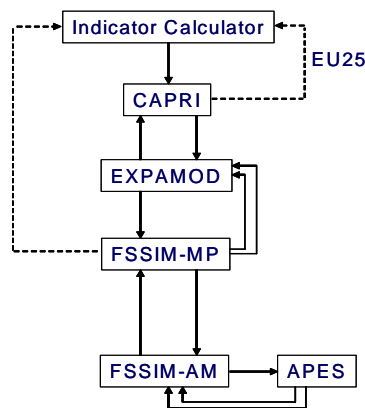 Indicator Calculator
EU25
CAPRI
EXPAMOD
FSSIM-MP
FSSIM-AM
APES